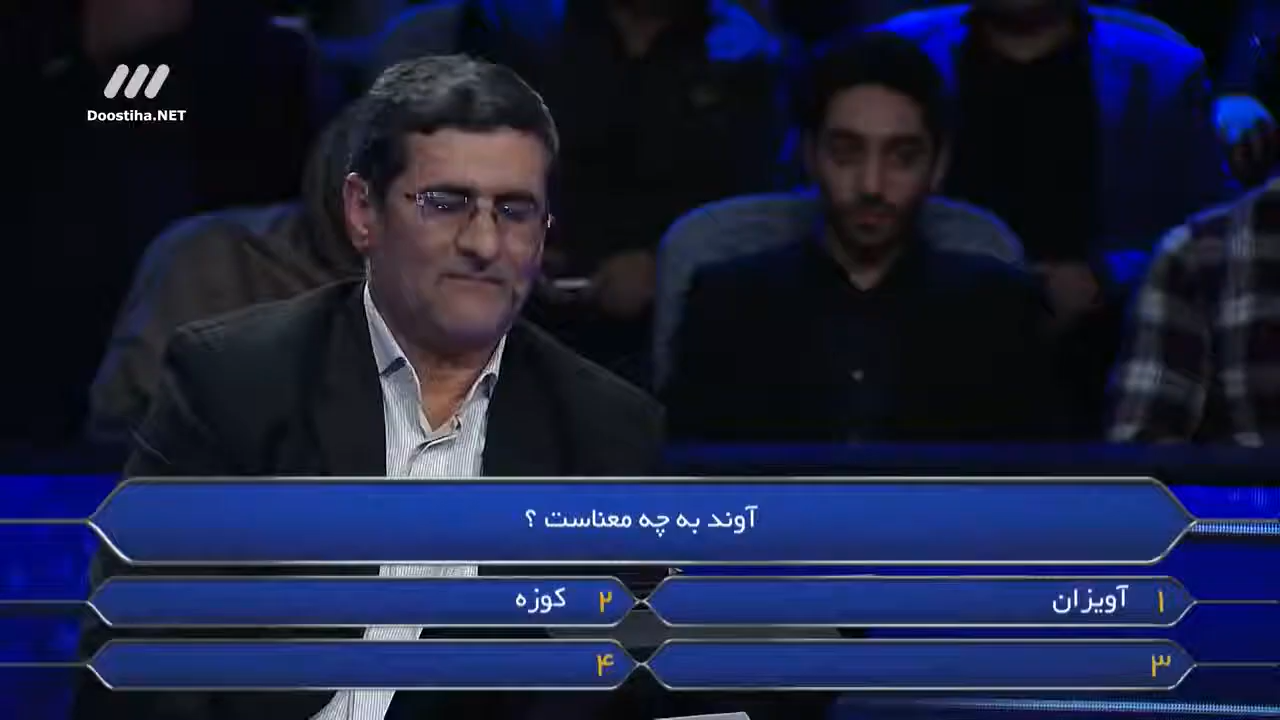 Doostiha.NET
آوند به چه معناست ؟
۱ آویزان
۲ کوزه
۳
۴